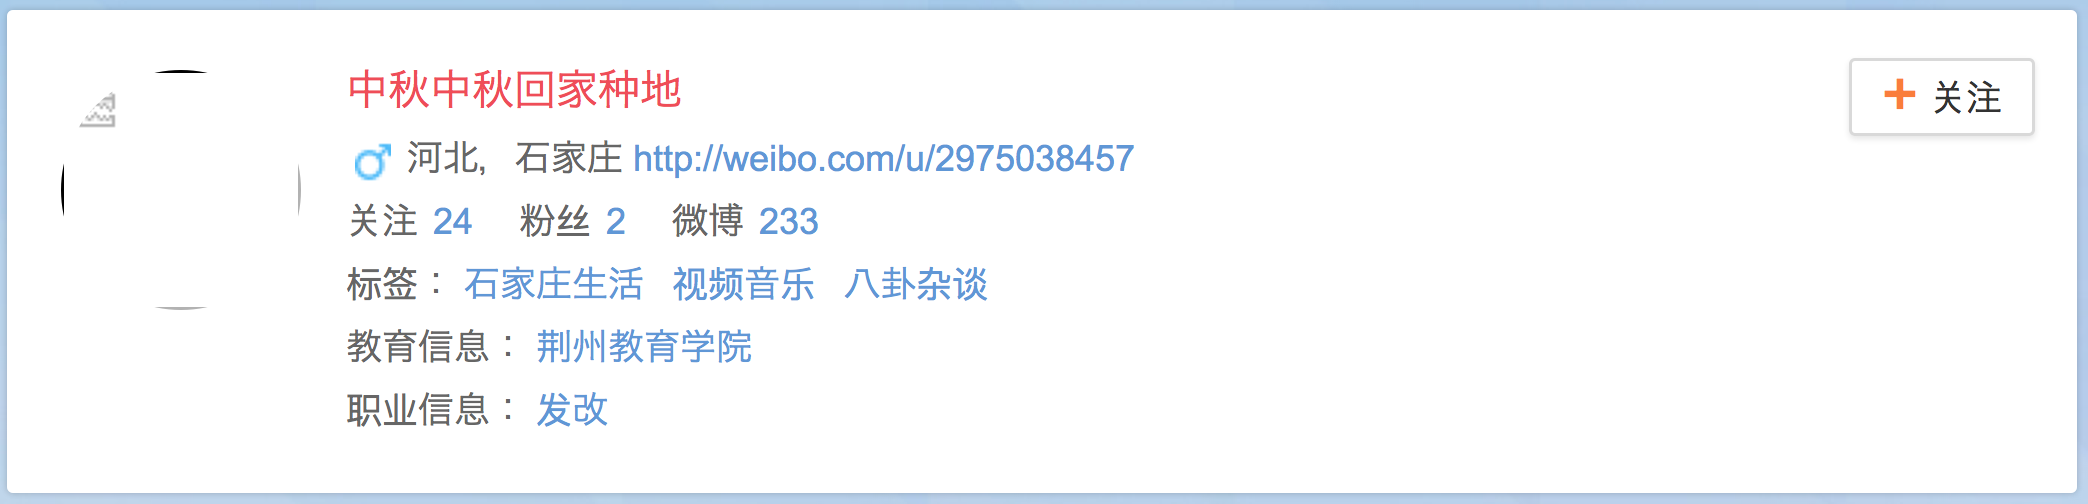 中秋中秋回家种地
+ 关注
河北， 石家庄 http://weibo.com/u/2975038457
关注 24 粉丝 2 微博 233
标签： 石家庄生活 视频音乐 八卦杂谈
教育信息： 荆州教育学院
职业信息： 发改